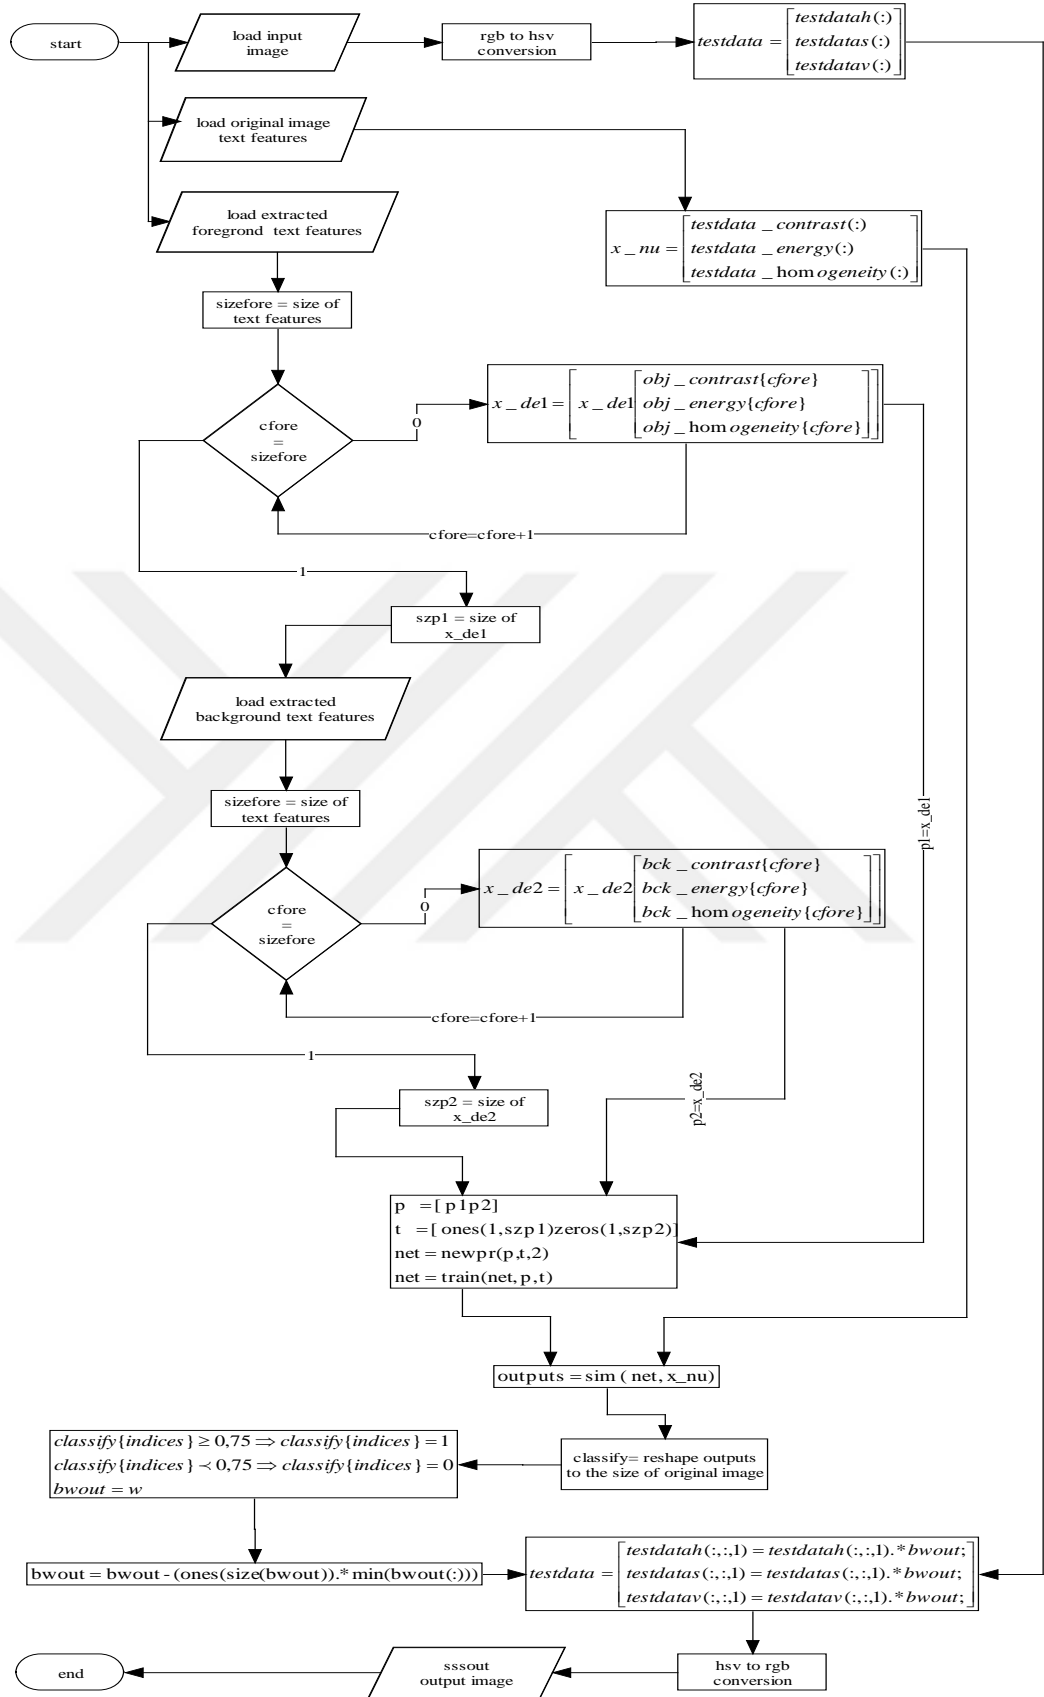 start
load input
image
rgb to hsv
conversion
testdata = [testdatah(:)
testdatas(:)
testdatav(:)]
load original image
text features
load extracted
foregrond text features
x_nu = [testdata_contrast(:)
testdata_energy(:)
testdata_homogeneity(:)]
sizefore = size of
text features
cfore
=
sizefore
0
x_de1 = [x_de1[obj_contrast{cfore}
obj_energy{cfore}
obj_homogeneity{cfore}]]
cfore=cfore+1
1
szp1 = size of
x_de1
load extracted
background text features
p1=x_de1
sizefore = size of
text features
cfore
=
sizefore
0
x_de2 = [x_de2[bck_contrast{cfore}
bck_energy{cfore}
bck_homogeneity{cfore}]]
cfore=cfore+1
1
szp2 = size of
x_de2
p2=x_de2
p =[ p1p2]
t =[ ones(1,szp1)zeros(1,szp2)]
net = newpr(p,t,2)
net = train(net,p,t)
outputs = sim ( net, x_nu)
classify= reshape outputs
to the size of original image
classify{indices} ≥ 0,75 ⇒ classify{indices} = 1
classify{indices} ≺ 0,75 ⇒ classify{indices} = 0
bwout = w
bwout = bwout - (ones(size(bwout)).* min(bwout(:)))
testdata = [testdatah(:,:,1) = testdatah(:,:,1).* bwout;
testdatas(:,:,1) = testdatas(:,:,1).* bwout;
testdatav(:,:,1) = testdatav(:,:,1).* bwout;]
hsv to rgb
conversion
sssout
output image
end